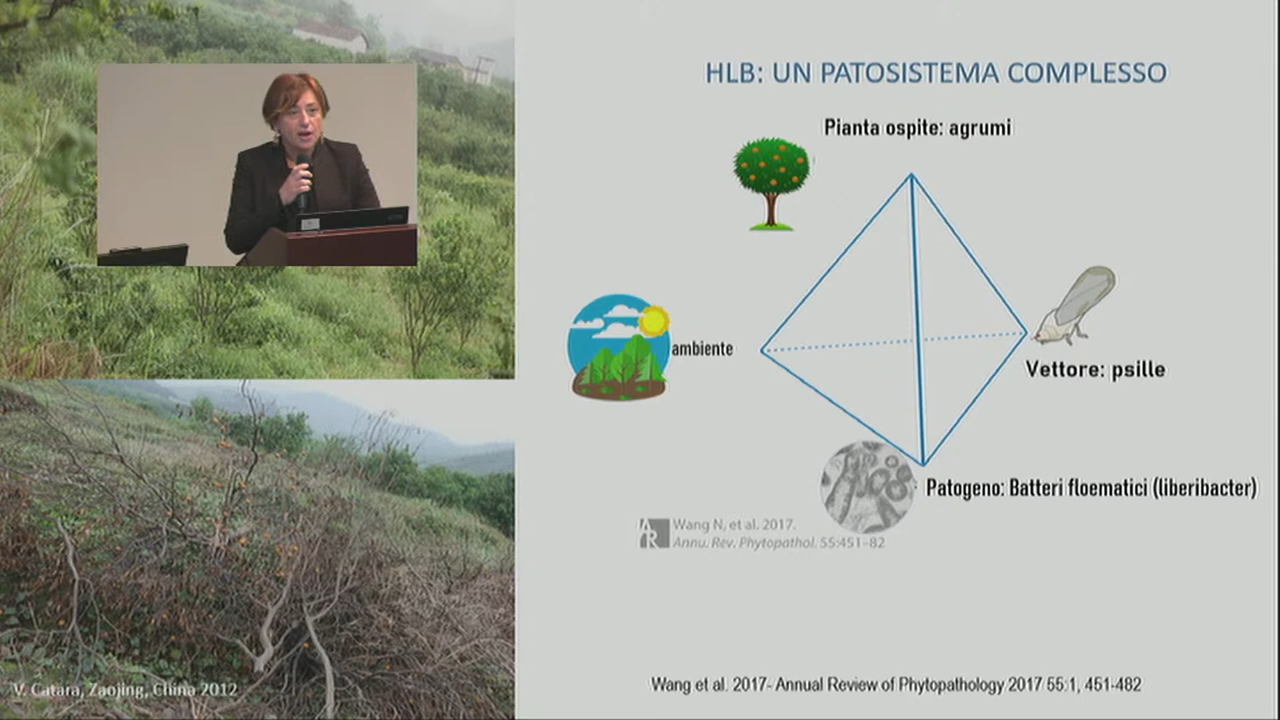 HLB: UN PATOSISTEMA COMPLESSO
Pianta ospite: agrumi
ambiente
Vettore: psille
Patogeno: Batteri floematici (liberibacter)
AR
Wang N, et al. 2017.
Annu. Rev. Phytopathol. 55:451–82
V. Catara, Zaojing, China 2012
Wang et al. 2017- Annual Review of Phytopathology 2017 55:1, 451-482